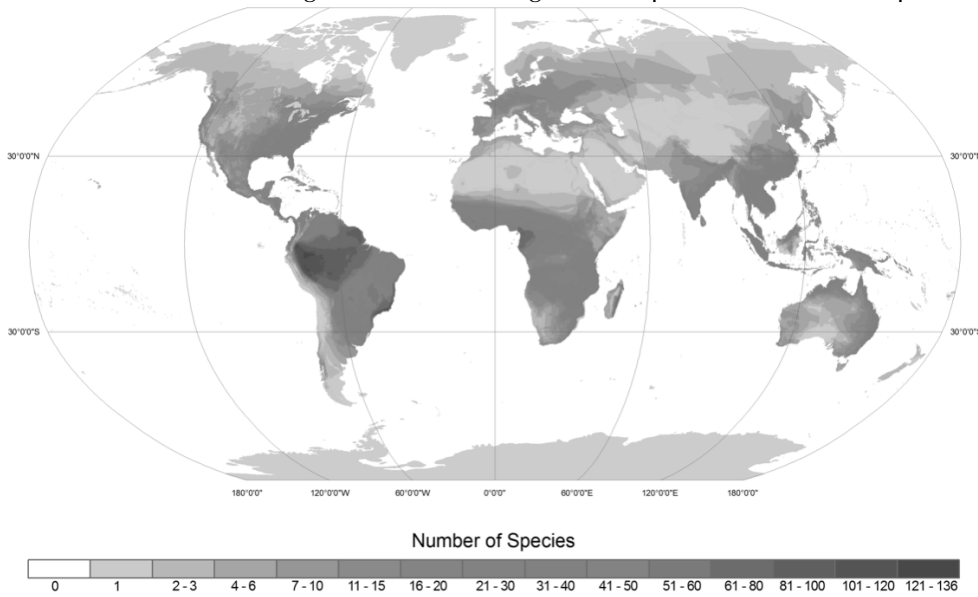 30°0'0"N
30°0'0"S
30°0'0"S
180°0'0"
120°0'0"W
60°0'0"W
0°0'0"
60°0'0"E
120°0'0"E
180°0'0"
Number of Species
0
1
2 - 3
4 - 6
7 - 10
11 - 15
16 - 20
21 - 30
31 - 40
41 - 50
51 - 60
61 - 80
81 - 100
101 - 120
121 - 136